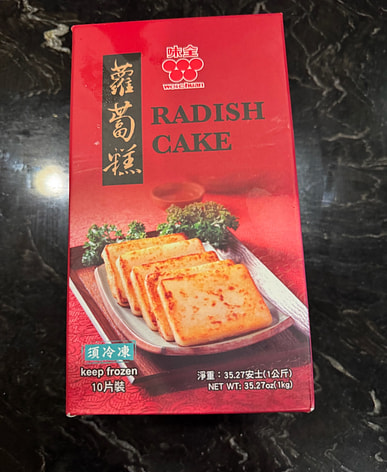 味全
WEI-CHUAN
蘿蔔糕
RADISH
CAKE
須冷凍
keep frozen
10片裝
淨重：35.27安士(1公斤)
NET WT: 35.27oz(1kg)